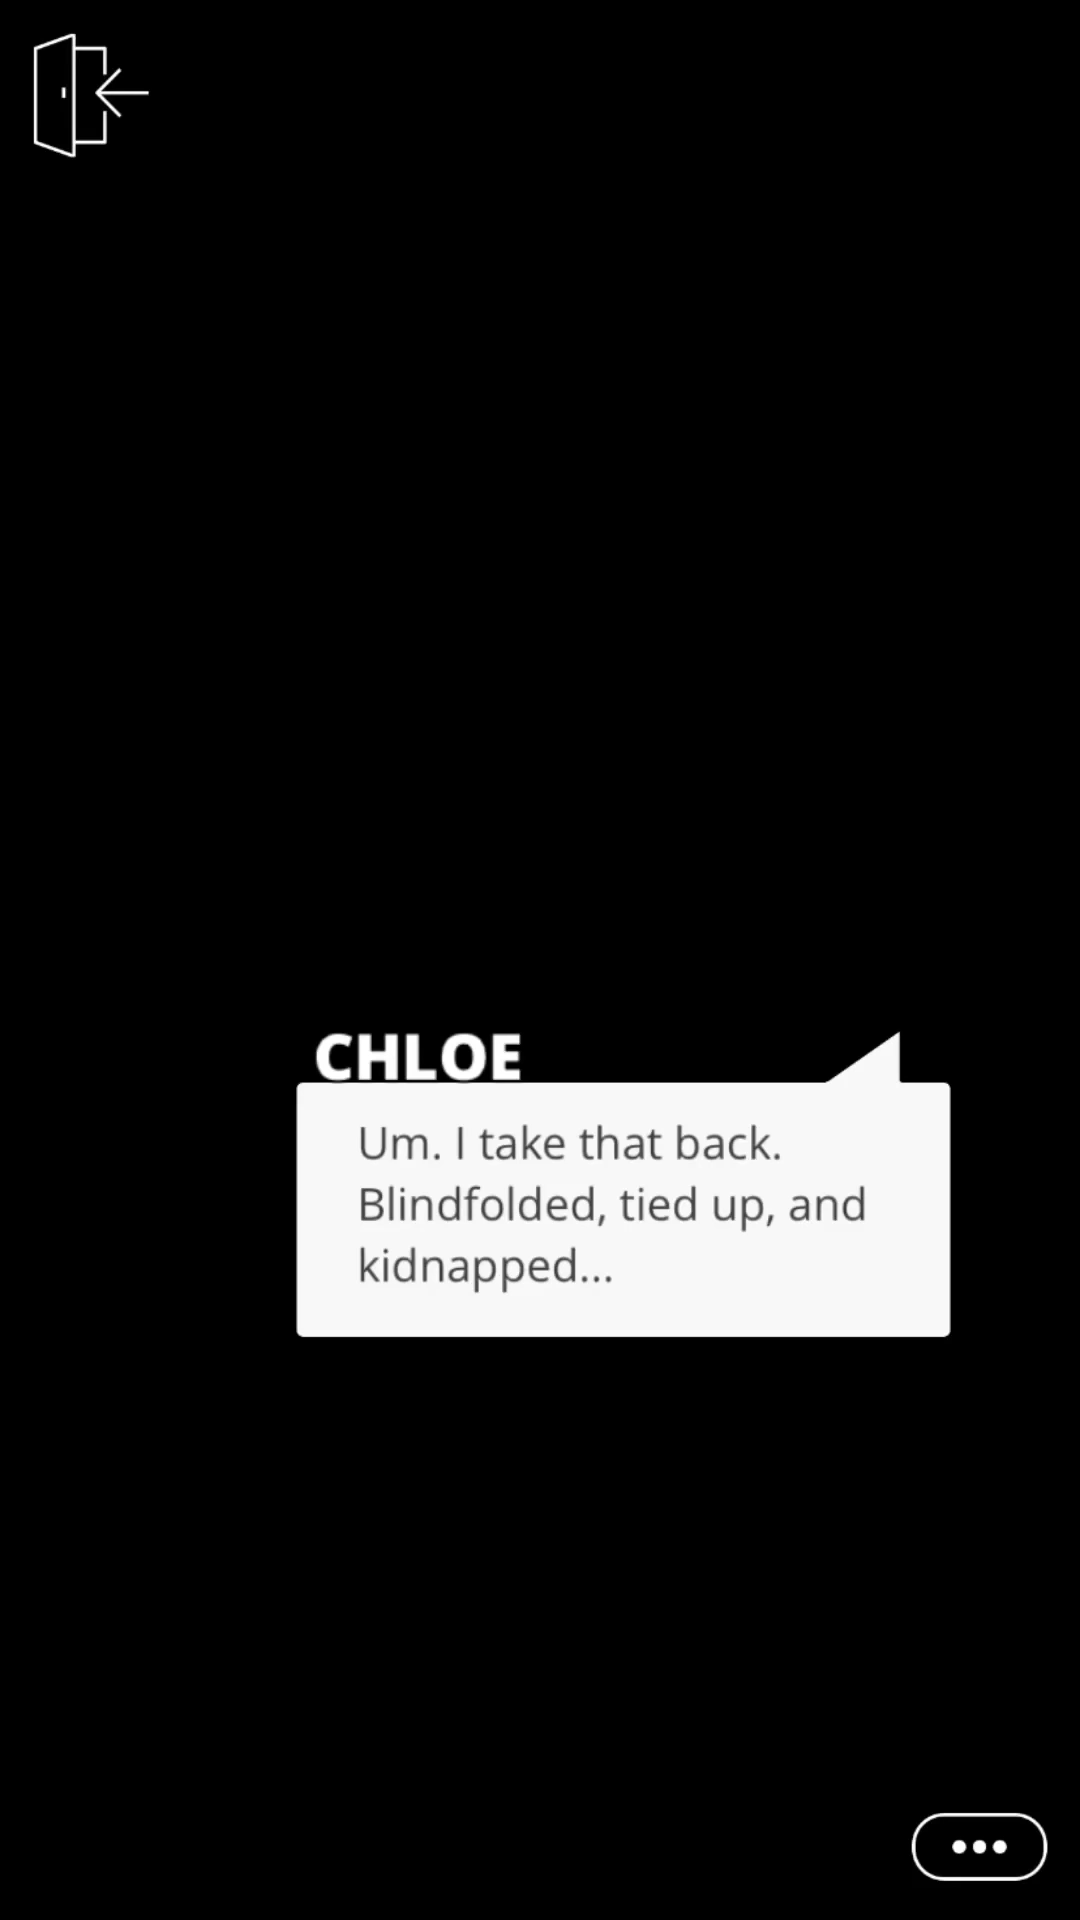 CHLOE
Um. I take that back.
Blindfolded, tied up, and
kidnapped...